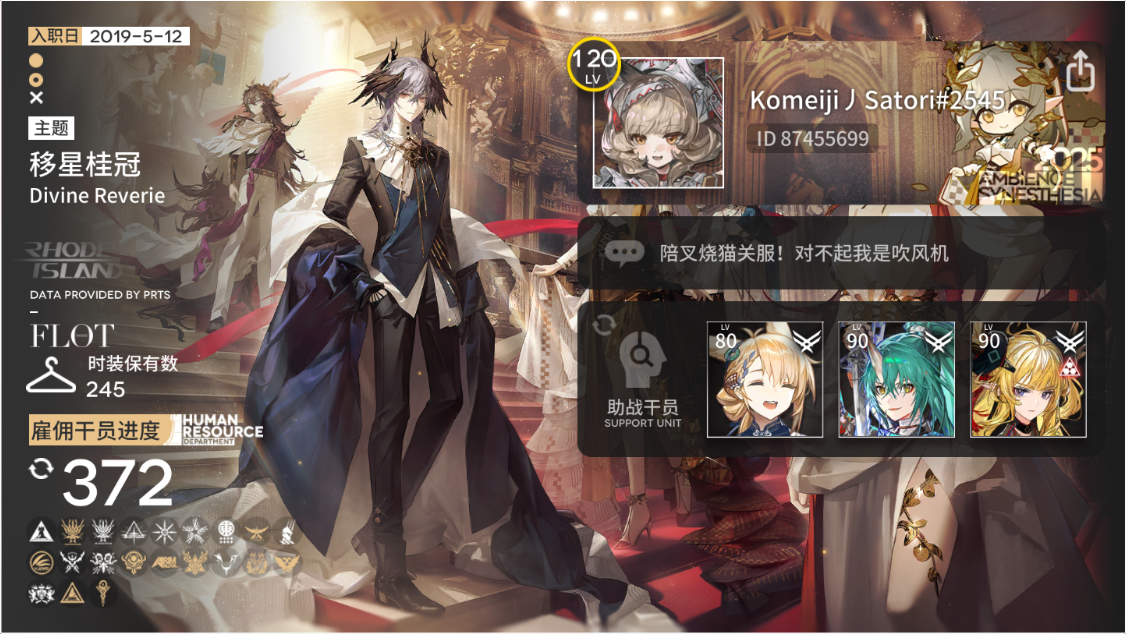 入职日 2019-5-12
主题
移星桂冠
Divine Reverie
RHODE
ISLAND
DATA PROVIDED BY PRTS
FLOT
时装保有数
245
雇佣干员进度
HUMAN
RESOURCE
DEPARTMENT
372
120
LV
Komeiji丿Satori#2545
ID 87455699
2025
AMBIENCE
SYNESTHESIA
陪叉烧猫关服！对不起我是吹风机
助战干员
SUPPORT UNIT
LV
80
LV
90
LV
90